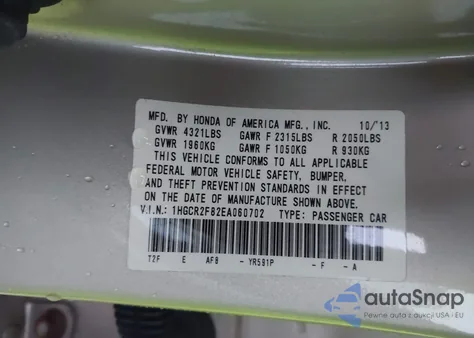 MFD. BY HONDA OF AMERICA MFG., INC. 10/'13
GVWR 4321LBS GAWR F 2315LBS R 2050LBS
GVWR 1960KG GAWR F 1050KG R 930KG
THIS VEHICLE CONFORMS TO ALL APPLICABLE
FEDERAL MOTOR VEHICLE SAFETY, BUMPER,
AND THEFT PREVENTION STANDARDS IN EFFECT
ON THE DATE OF MANUFACTURE SHOWN ABOVE.
V.I.N.: 1HGCR2F82EA060702 TYPE: PASSENGER CAR
T2F E AF8 - YR591P - F - A
autoSnap
Pewne auto z aukcji USA i EU